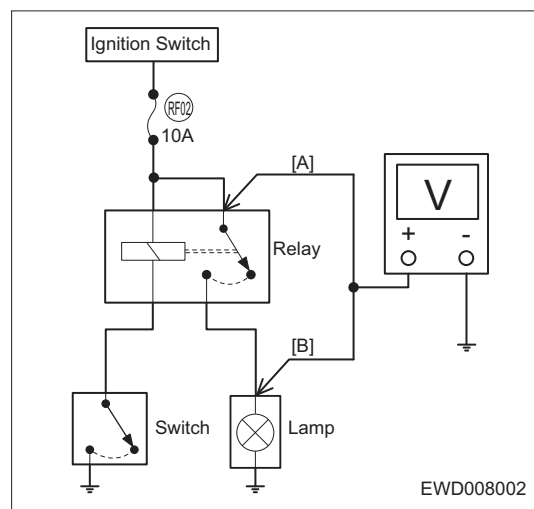 Ignition Switch
RF02
10A
[A]
V
+ -
Relay
[B]
Switch
Lamp
EWD008002